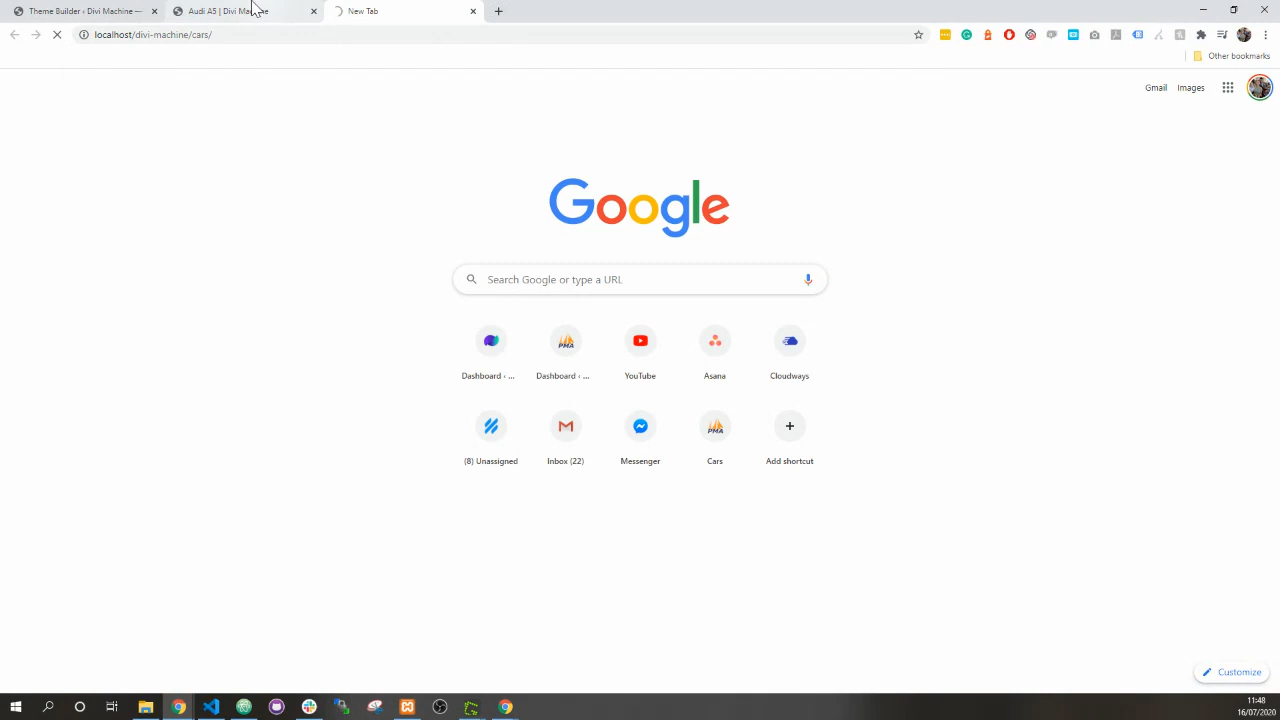 Theme Builder ‹ Divi Machine —
Audi A5 | Divi Machine
New Tab
localhost/divi-machine/cars/
Other bookmarks
Gmail
Images
Google
Search Google or type a URL
Dashboard ‹ ...
Dashboard ‹ ...
YouTube
Asana
Cloudways
(8) Unassigned
Inbox (22)
Messenger
PMA
Cars
Add shortcut
Customize
11:48
16/07/2020